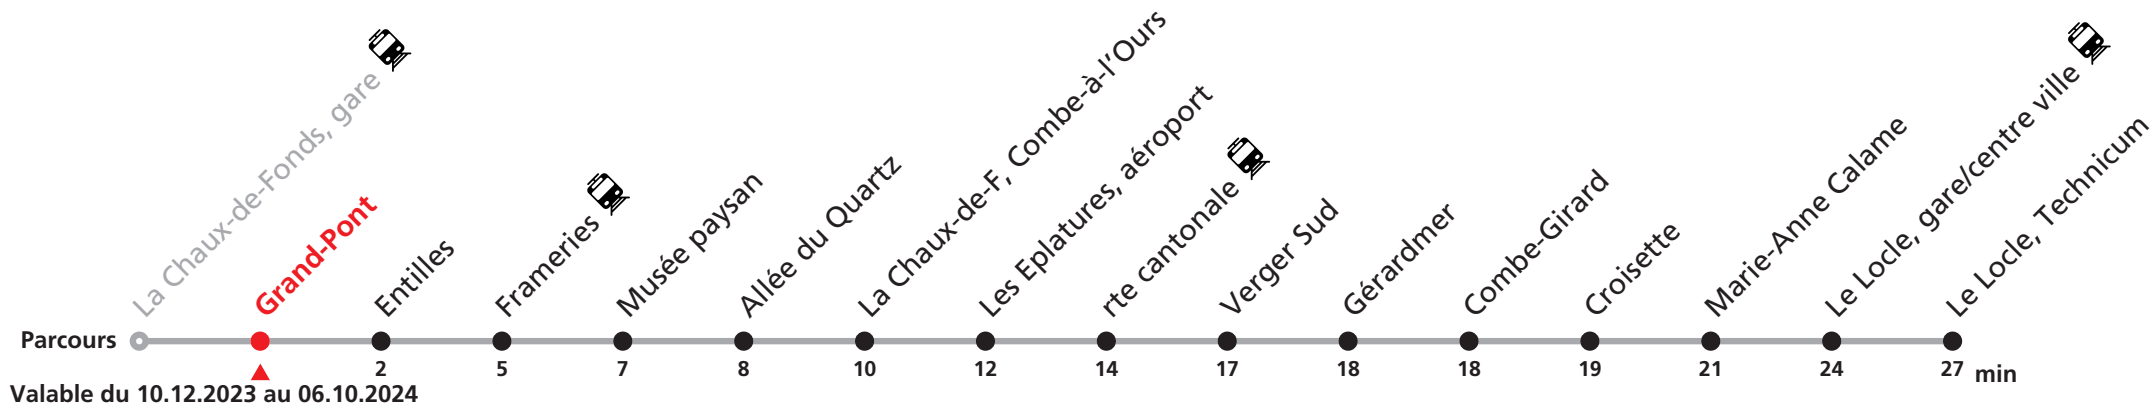 La Chaux-de-Fonds, gare
Grand-Pont
Entilles
Frameries
Musée paysan
Allée du Quartz
La Chaux-de-F, Combe-à-l'Ours
Les Eplatures, aéroport
rte cantonale
Verger Sud
Gérardmer
Combe-Girard
Croisette
Marie-Anne Calame
Le Locle, gare/centre ville
Le Locle, Technicum
Parcours
2 5 7 8 10 12 14 17 18 18 19 21 24 27 min
Valable du 10.12.2023 au 06.10.2024